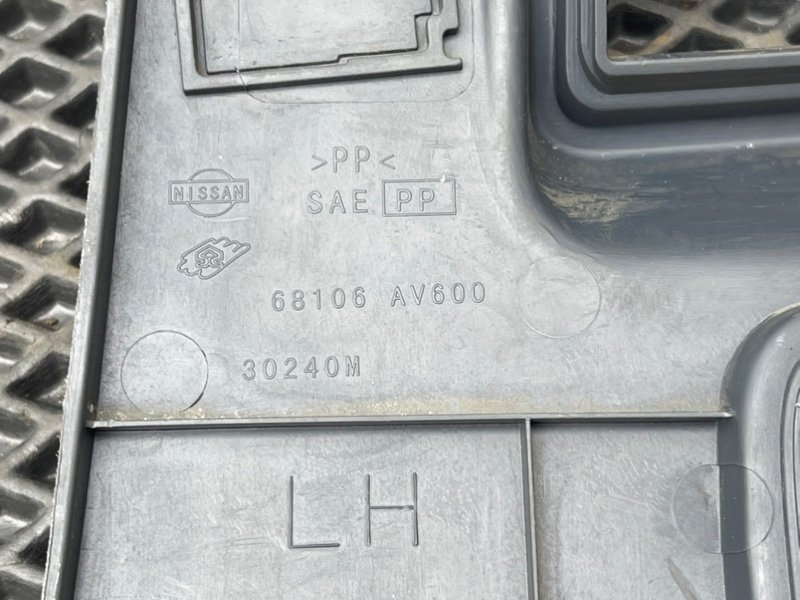 >PP<
NISSAN
SAE PP
68106 AV600
30240M
LH